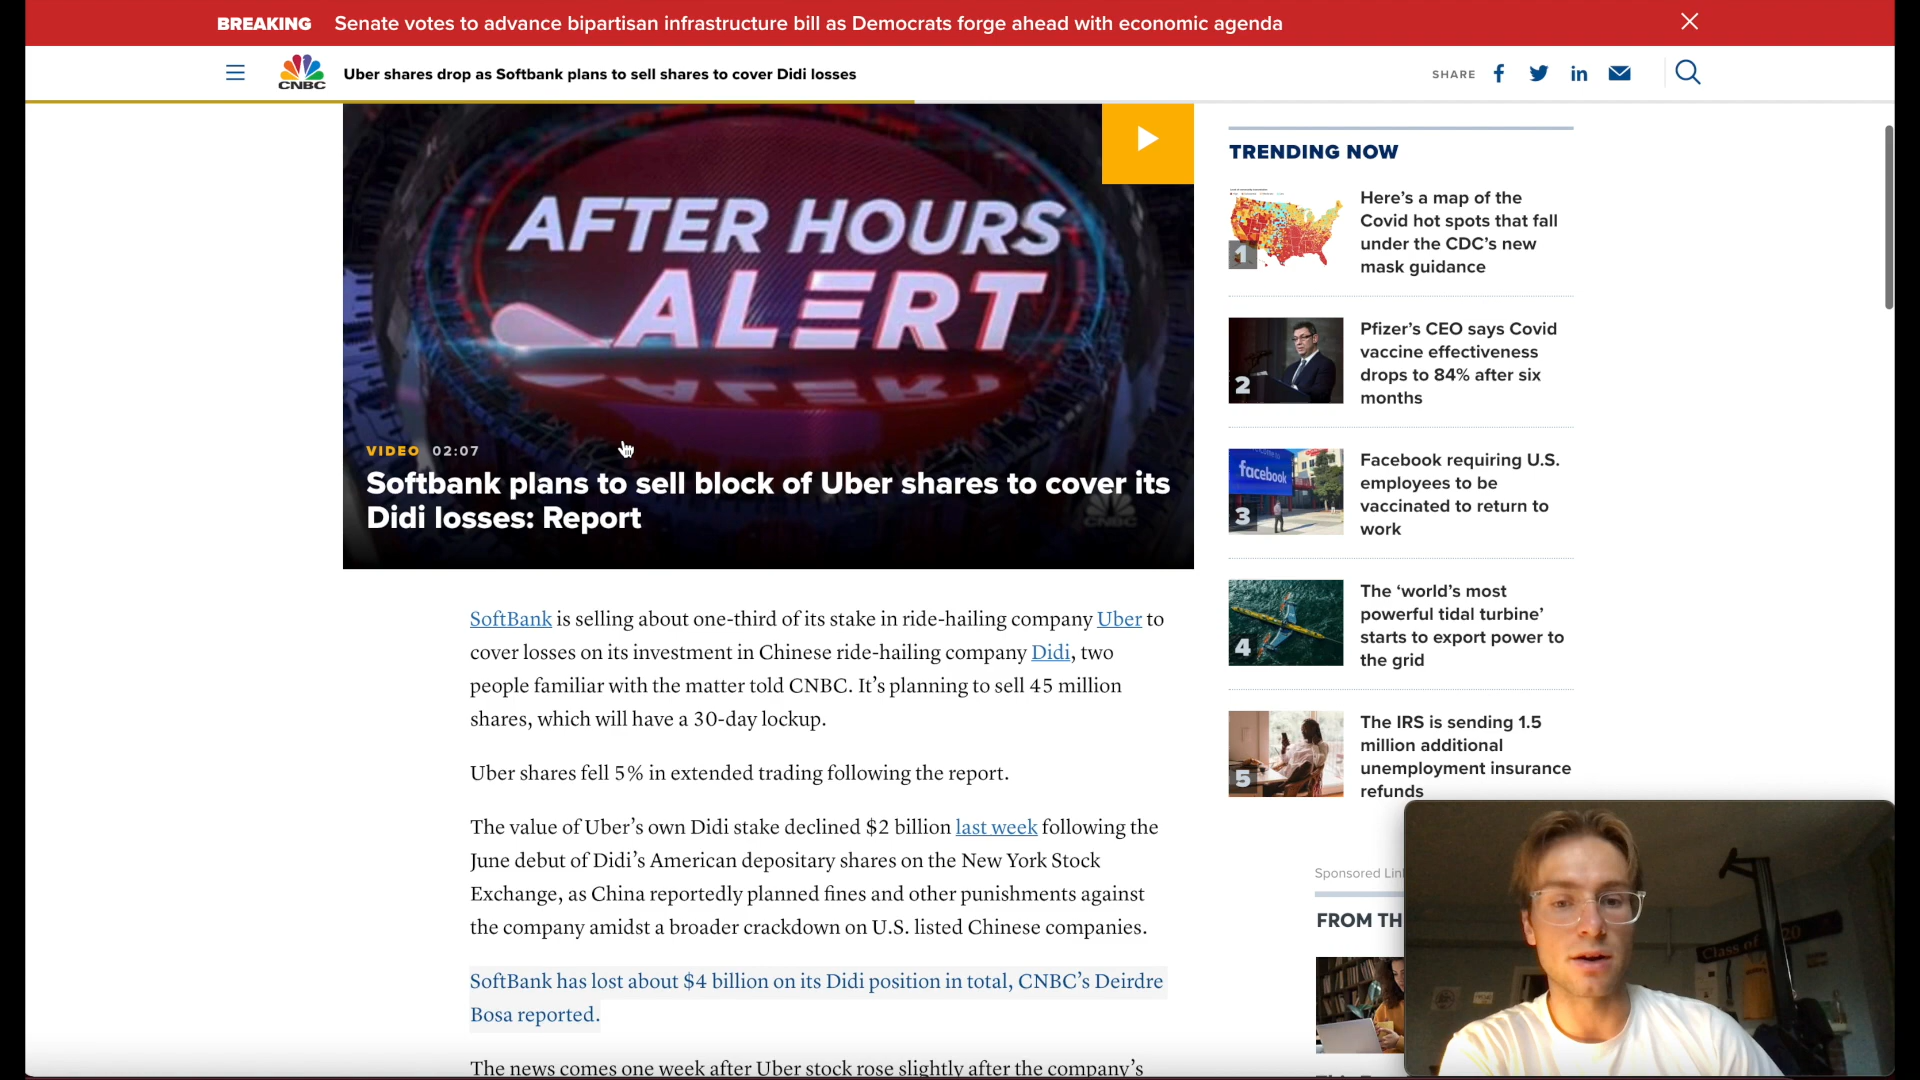 BREAKING Senate votes to advance bipartisan infrastructure bill as Democrats forge ahead with economic agenda
CNBC
Uber shares drop as Softbank plans to sell shares to cover Didi losses
SHARE
AFTER HOURS
ALERT
VIDEO 02:07
Softbank plans to sell block of Uber shares to cover its
Didi losses: Report
CNBC
SoftBank is selling about one-third of its stake in ride-hailing company Uber to
cover losses on its investment in Chinese ride-hailing company Didi, two
people familiar with the matter told CNBC. It’s planning to sell 45 million
shares, which will have a 30-day lockup.
Uber shares fell 5% in extended trading following the report.
The value of Uber’s own Didi stake declined $2 billion last week following the
June debut of Didi’s American depositary shares on the New York Stock
Exchange, as China reportedly planned fines and other punishments against
the company amidst a broader crackdown on U.S. listed Chinese companies.
SoftBank has lost about $4 billion on its Didi position in total, CNBC’s Deirdre
Bosa reported.
The news comes one week after Uber stock rose slightly after the company’s
TRENDING NOW
1
Here’s a map of the
Covid hot spots that fall
under the CDC’s new
mask guidance
2
Pfizer’s CEO says Covid
vaccine effectiveness
drops to 84% after six
months
facebook
3
Facebook requiring U.S.
employees to be
vaccinated to return to
work
4
The ‘world’s most
powerful tidal turbine’
starts to export power to
the grid
5
The IRS is sending 1.5
million additional
unemployment insurance
refunds
Sponsored Lin
FROM TH
Class of 20